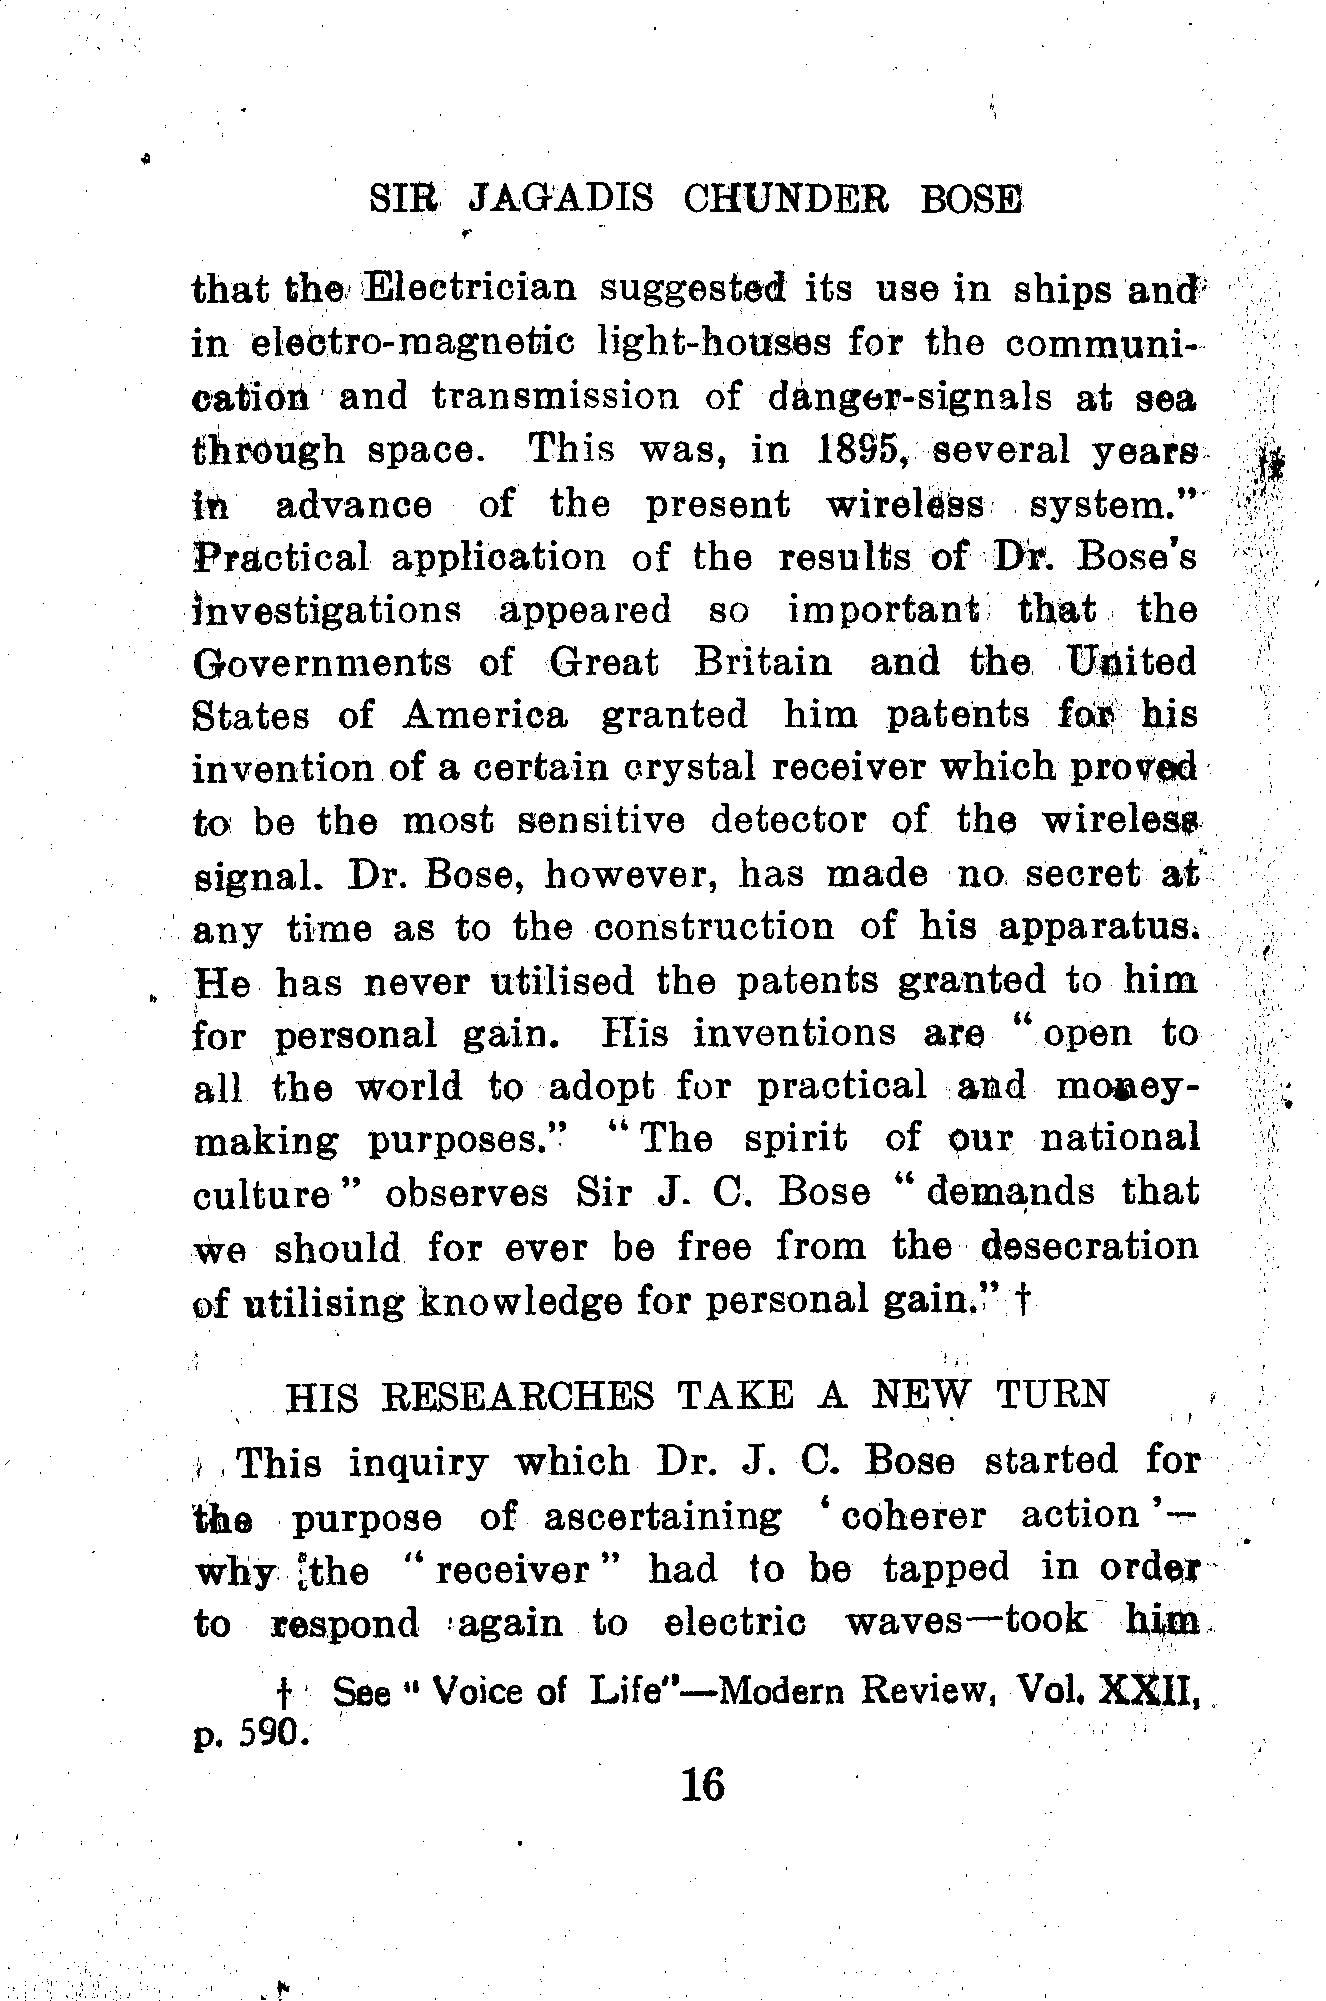 SIR JAGADIS CHUNDER BOSE
that the Electrician suggested its use in ships and
in electro-magnetic light-houses for the communi-
cation and transmission of danger-signals at sea
through space. This was, in 1895, several years
in advance of the present wireless system."
Practical application of the results of Dr. Bose's
investigations appeared so important that the
Governments of Great Britain and the United
States of America granted him patents for his
invention of a certain crystal receiver which proved
to be the most sensitive detector of the wireless
signal. Dr. Bose, however, has made no secret at
any time as to the construction of his apparatus.
He has never utilised the patents granted to him
for personal gain. His inventions are "open to
all the world to adopt for practical and money-
making purposes." "The spirit of our national
culture" observes Sir J. C. Bose "demands that
we should for ever be free from the desecration
of utilising knowledge for personal gain." †
HIS RESEARCHES TAKE A NEW TURN
This inquiry which Dr. J. C. Bose started for
the purpose of ascertaining 'coherer action'—
why the "receiver" had to be tapped in order
to respond again to electric waves—took him
† See "Voice of Life"—Modern Review, Vol. XXII,
p. 590.
16